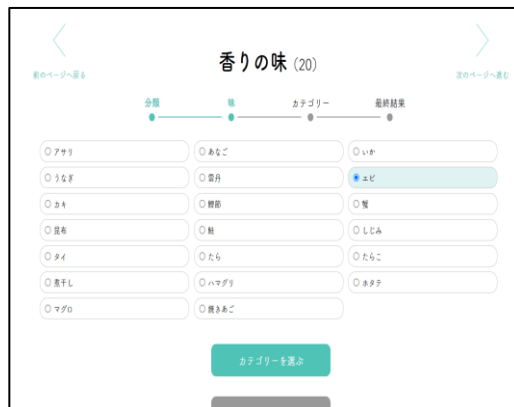 香りの味 (20)
前のページへ戻る
次のページへ進む
分類 味 カテゴリー 最終結果
アサリ あなご いか
うなぎ 雲丹 エビ
カキ 鰹節 蟹
昆布 鮭 しじみ
タイ たら たらこ
煮干し ハマグリ ホタテ
マグロ 焼きあご
カテゴリーを選ぶ